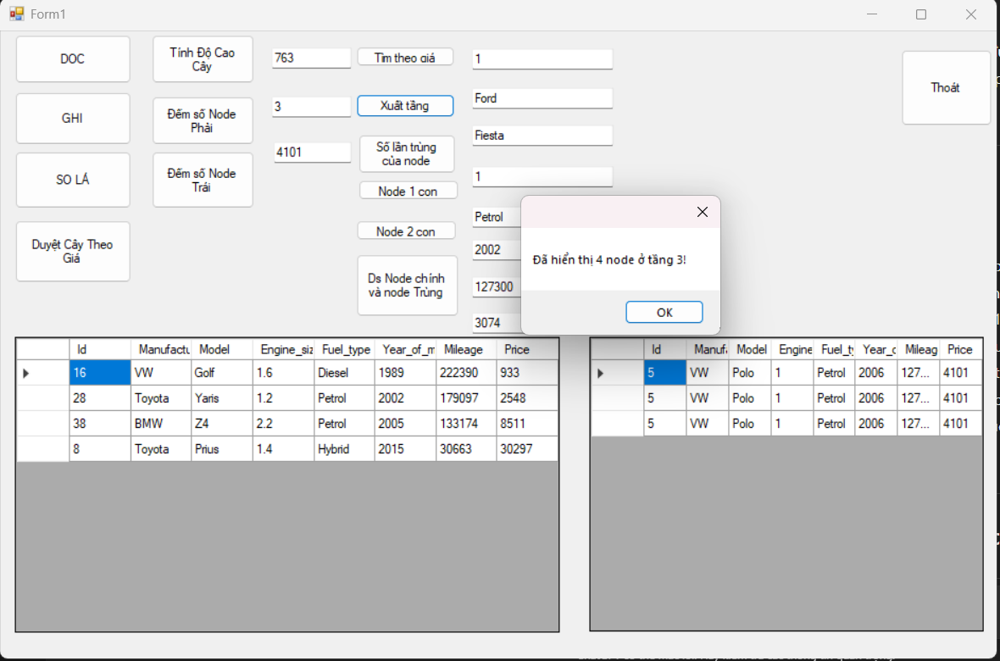 Form1
DOC
Tính Độ Cao
Cây
763
Tìm theo giá
1
Thoát
GHI
Đếm số Node
Phải
3
Xuất tầng
Ford
Fiesta
SO LÁ
Đếm số Node
Trái
4101
Số lần trùng
của node
1
Node 1 con
Petrol
Node 2 con
2002
Duyệt Cây Theo
Giá
Ds Node chính
và node Trùng
127300
3074
Đã hiển thị 4 node ở tầng 3!
OK
Id Manufactu Model Engine_siz Fuel_type Year_of_m Mileage Price
16 VW Golf 1.6 Diesel 1989 222390 933
28 Toyota Yaris 1.2 Petrol 2002 179097 2548
38 BMW Z4 2.2 Petrol 2005 133174 8511
8 Toyota Prius 1.4 Hybrid 2015 30663 30297
Id Manufa Model Engine Fuel_ty Year_o Mileag Price
5 VW Polo 1 Petrol 2006 127... 4101
5 VW Polo 1 Petrol 2006 127... 4101
5 VW Polo 1 Petrol 2006 127... 4101